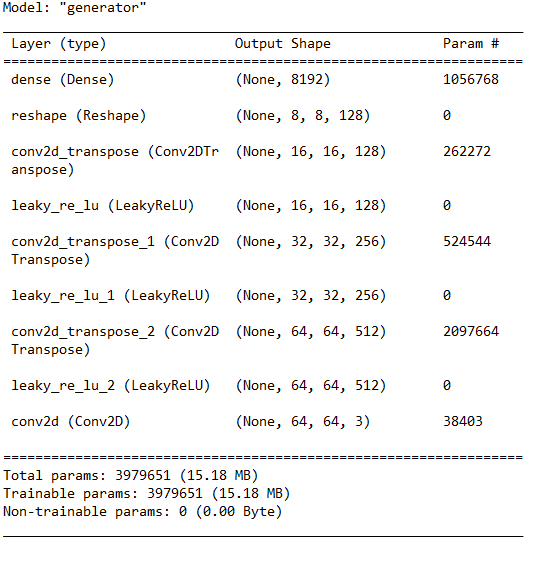 Model: "generator"
Layer (type) Output Shape Param #
=================================================================
dense (Dense) (None, 8192) 1056768
reshape (Reshape) (None, 8, 8, 128) 0
conv2d_transpose (Conv2DTr (None, 16, 16, 128) 262272
anspose)
leaky_re_lu (LeakyReLU) (None, 16, 16, 128) 0
conv2d_transpose_1 (Conv2D (None, 32, 32, 256) 524544
Transpose)
leaky_re_lu_1 (LeakyReLU) (None, 32, 32, 256) 0
conv2d_transpose_2 (Conv2D (None, 64, 64, 512) 2097664
Transpose)
leaky_re_lu_2 (LeakyReLU) (None, 64, 64, 512) 0
conv2d (Conv2D) (None, 64, 64, 3) 38403
=================================================================
Total params: 3979651 (15.18 MB)
Trainable params: 3979651 (15.18 MB)
Non-trainable params: 0 (0.00 Byte)